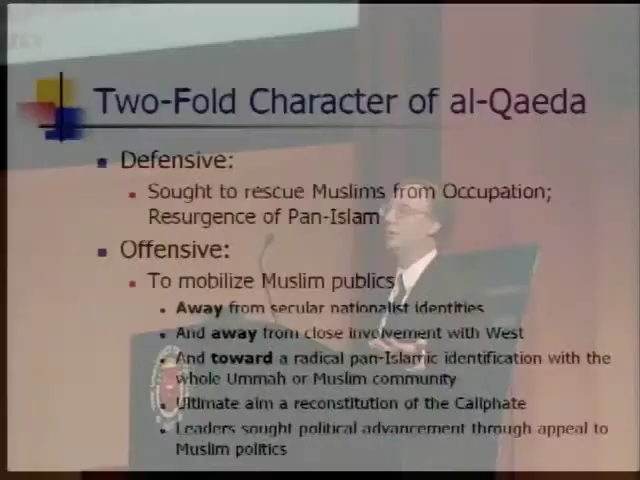 Two-Fold Character of al-Qaeda
Defensive:
Sought to rescue Muslims from Occupation;
Resurgence of Pan-Islam
Offensive:
To mobilize Muslim publics
Away from secular nationalist identities
And away from close involvement with West
And toward a radical pan-Islamic identification with the
whole Ummah or Muslim community
Ultimate aim a reconstitution of the Caliphate
Leaders sought political advancement through appeal to
Muslim politics